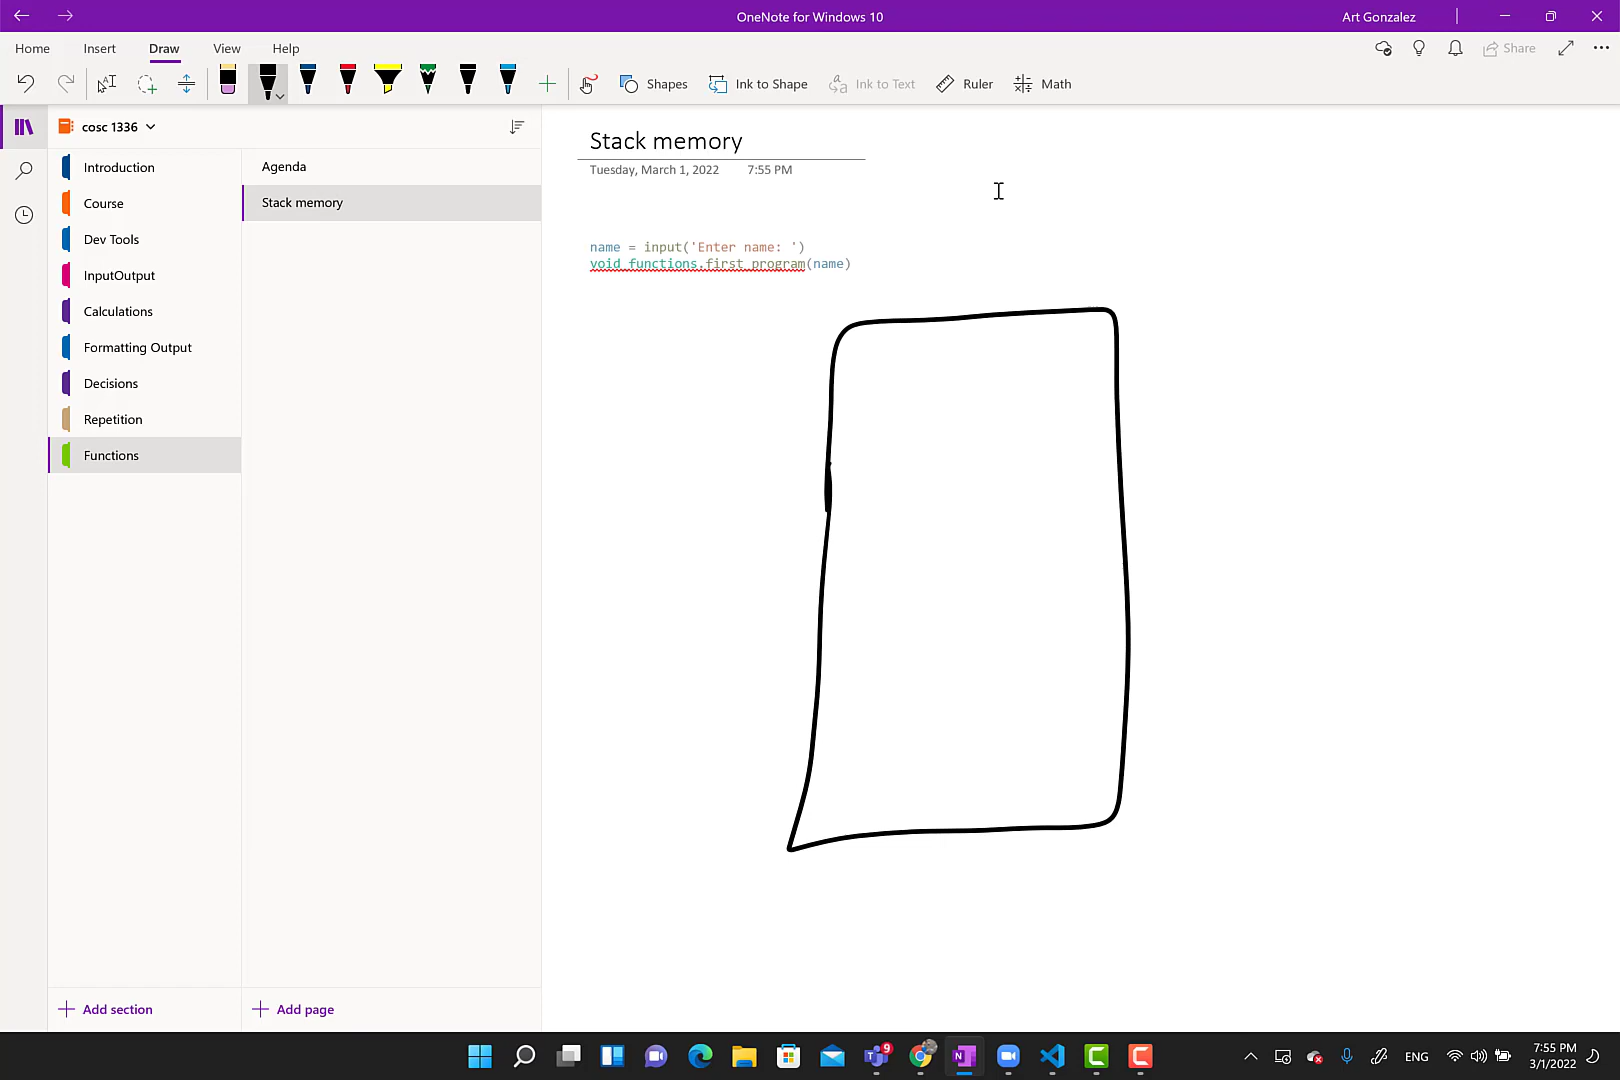 OneNote for Windows 10
Art Gonzalez
Home Insert Draw View Help
Share
Shapes
Ink to Shape
Ink to Text
Ruler
Math
cosc 1336
Introduction
Course
Dev Tools
InputOutput
Calculations
Formatting Output
Decisions
Repetition
Functions
Add section
Agenda
Stack memory
Add page
Stack memory
Tuesday, March 1, 2022 7:55 PM
name = input('Enter name: ')
void_functions.first_program(name)
9
N
ENG
7:55 PM
3/1/2022